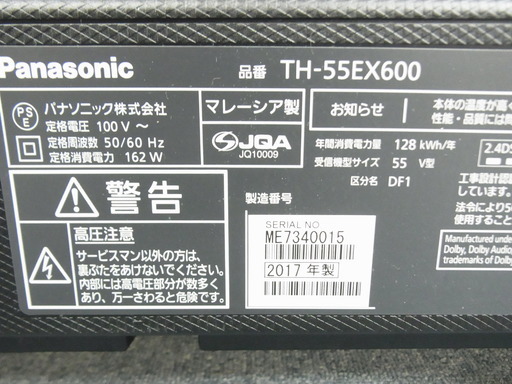 Panasonic
品番 TH-55EX600
PSE
パナソニック株式会社
定格電圧 100 V ～
定格周波数 50/60 Hz
定格消費電力 162 W
マレーシア製
JQA
JQ10009
お知らせ
本体の温度が高く
性能・品質には問
年間消費電力量 128 kWh/年
受信機型サイズ 55 V型
区分名 DF1
2.4DS
工事設計認証
法令により50
使用すること
警告
高圧注意
サービスマン以外の方は、
裏ぶたをあけないでください。
内部には高電圧部分が数多く
あり、万一さわると危険です。
製造番号
SERIAL NO
ME7340015
2017 年製
Manufactured under
Dolby, Dolby Audio
trademarks of Dolby